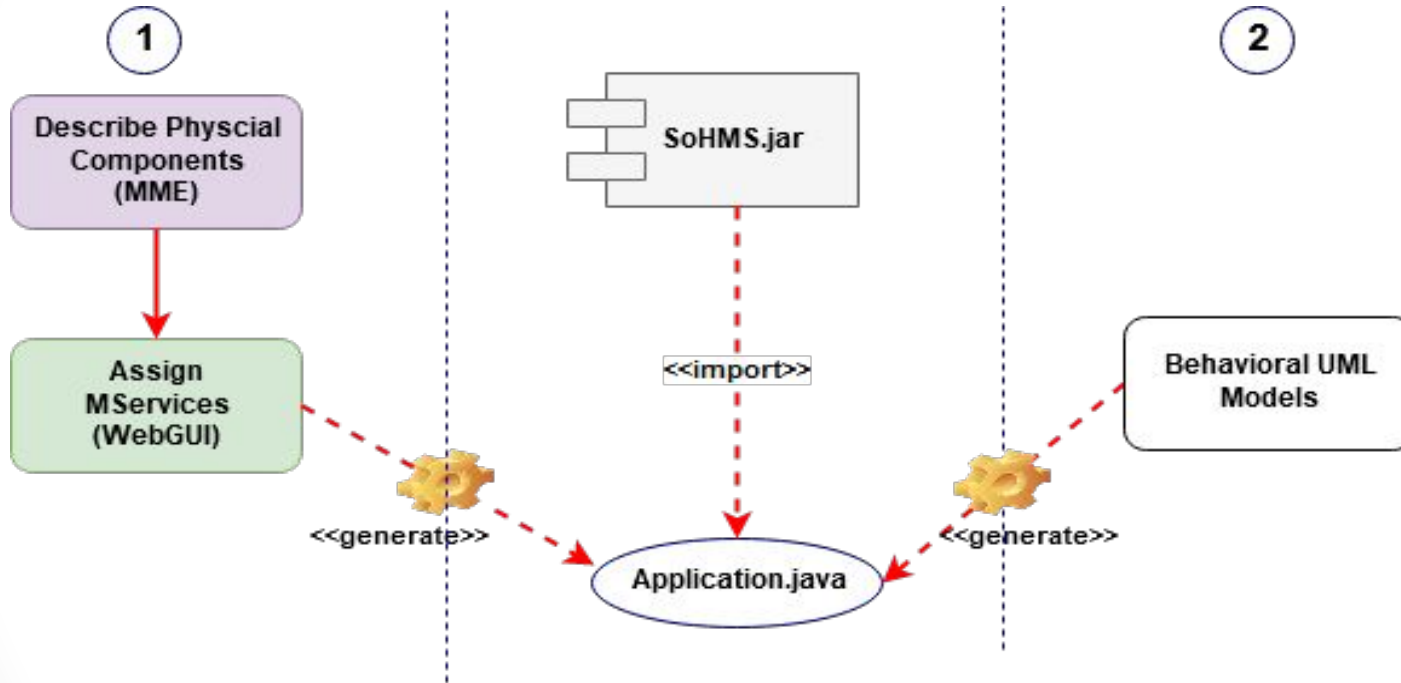 1
2
Describe Physcial
Components
(MME)
SoHMS.jar
Assign
MServices
(WebGUI)
<<import>>
Behavioral UML
Models
<<generate>>
<<generate>>
Application.java